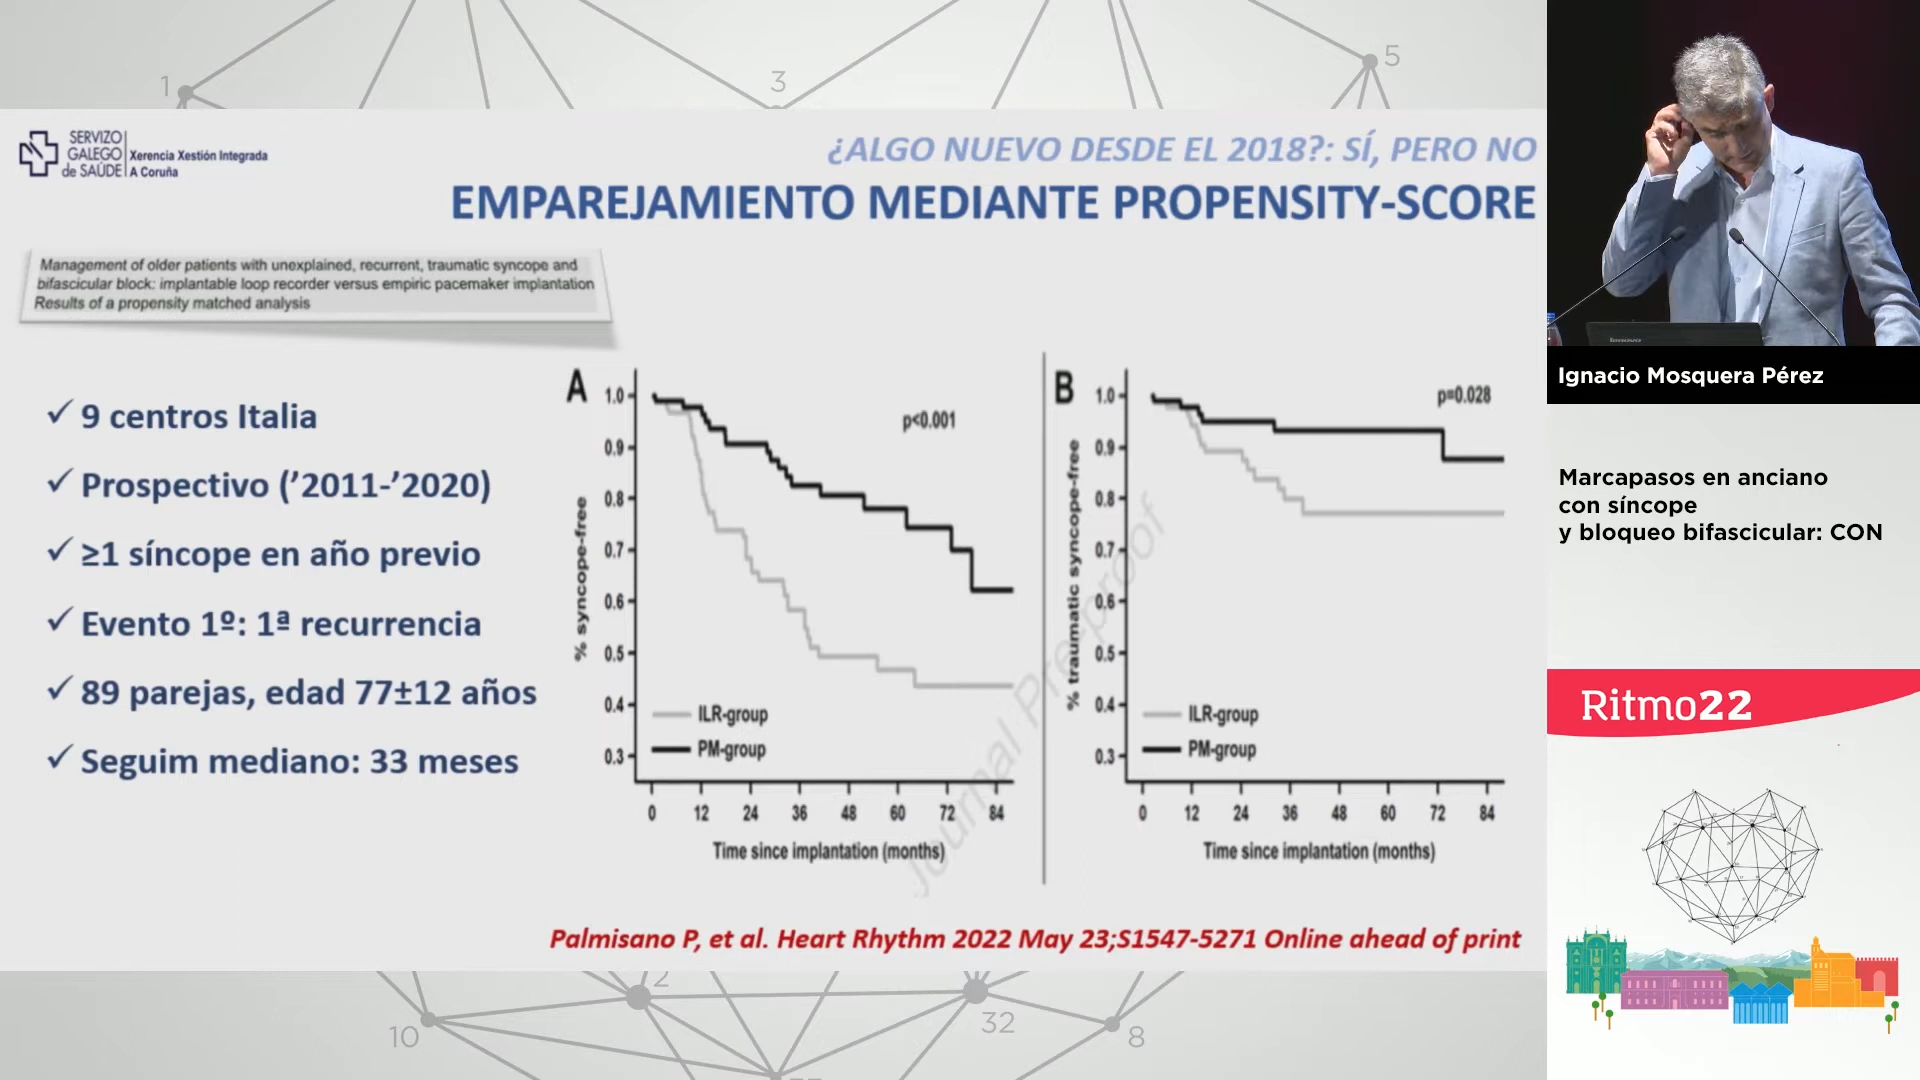 1
3
5
SERVIZO
GALEGO
de SAÚDE
Xerencia Xestión Integrada
A Coruña
¿ALGO NUEVO DESDE EL 2018?: SÍ, PERO NO
EMPAREJAMIENTO MEDIANTE PROPENSITY-SCORE
Management of older patients with unexplained, recurrent, traumatic syncope and
bifascicular block: implantable loop recorder versus empiric pacemaker implantation
Results of a propensity matched analysis
✓ 9 centros Italia
✓ Prospectivo ('2011-'2020)
✓ ≥1 síncope en año previo
✓ Evento 1º: 1ª recurrencia
✓ 89 parejas, edad 77±12 años
✓ Seguim mediano: 33 meses
A
p<0.001
% syncope-free
1.0
0.9
0.8
0.7
0.6
0.5
0.4
0.3
ILR-group
PM-group
0 12 24 36 48 60 72 84
Time since implantation (months)
B
p=0.028
% traumatic syncope-free
1.0
0.9
0.8
0.7
0.6
0.5
0.4
0.3
ILR-group
PM-group
0 12 24 36 48 60 72 84
Time since implantation (months)
Journal Pre-proof
Palmisano P, et al. Heart Rhythm 2022 May 23;S1547-5271 Online ahead of print
2
32
10
8
Ignacio Mosquera Pérez
Marcapasos en anciano
con síncope
y bloqueo bifascicular: CON
Ritmo22